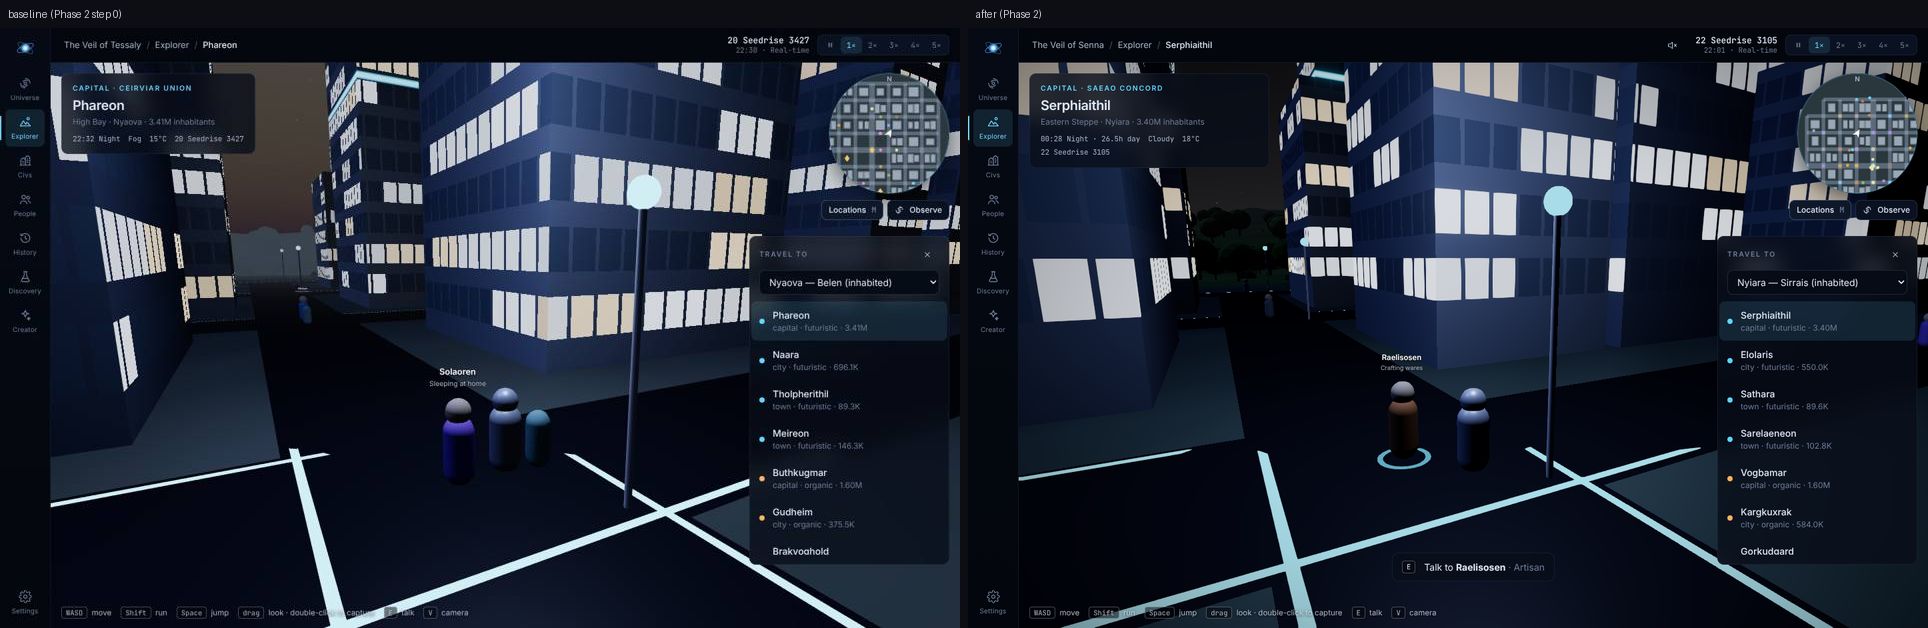 baseline (Phase 2 step 0)
The Veil of Tessaly / Explorer / Phareon
20 Seedrise 3427
22:30 · Real-time
1× 2× 3× 4× 5×
Universe
Explorer
Civs
People
History
Discovery
Creator
Settings
CAPITAL · CEIRVIAR UNION
Phareon
High Bay · Nyaova · 3.41M inhabitants
22:32 Night Fog 15°C 20 Seedrise 3427
N
Locations M
Observe
TRAVEL TO ×
Nyaova — Belen (inhabited)
Phareon
capital · futuristic · 3.41M
Naara
city · futuristic · 696.1K
Tholpherithil
town · futuristic · 89.3K
Meireon
town · futuristic · 146.3K
Buthkugmar
capital · organic · 1.60M
Gudheim
city · organic · 375.5K
Brakvoghold
Solaoren
Sleeping at home
WASD move Shift run Space jump drag look · double-click to capture E talk V camera
after (Phase 2)
The Veil of Senna / Explorer / Serphiaithil
22 Seedrise 3105
22:01 · Real-time
1× 2× 3× 4× 5×
Universe
Explorer
Civs
People
History
Discovery
Creator
Settings
CAPITAL · SAEAO CONCORD
Serphiaithil
Eastern Steppe · Nyiara · 3.40M inhabitants
00:28 Night · 26.5h day Cloudy 18°C
22 Seedrise 3105
N
Locations M
Observe
TRAVEL TO ×
Nyiara — Sirrais (inhabited)
Serphiaithil
capital · futuristic · 3.40M
Elolaris
city · futuristic · 550.0K
Sathara
town · futuristic · 89.6K
Sarelaeneon
town · futuristic · 102.8K
Vogbamar
capital · organic · 1.60M
Kargkuxrak
city · organic · 584.0K
Gorkudgard
Raelisosen
Crafting wares
E Talk to Raelisosen · Artisan
WASD move Shift run Space jump drag look · double-click to capture E talk V camera